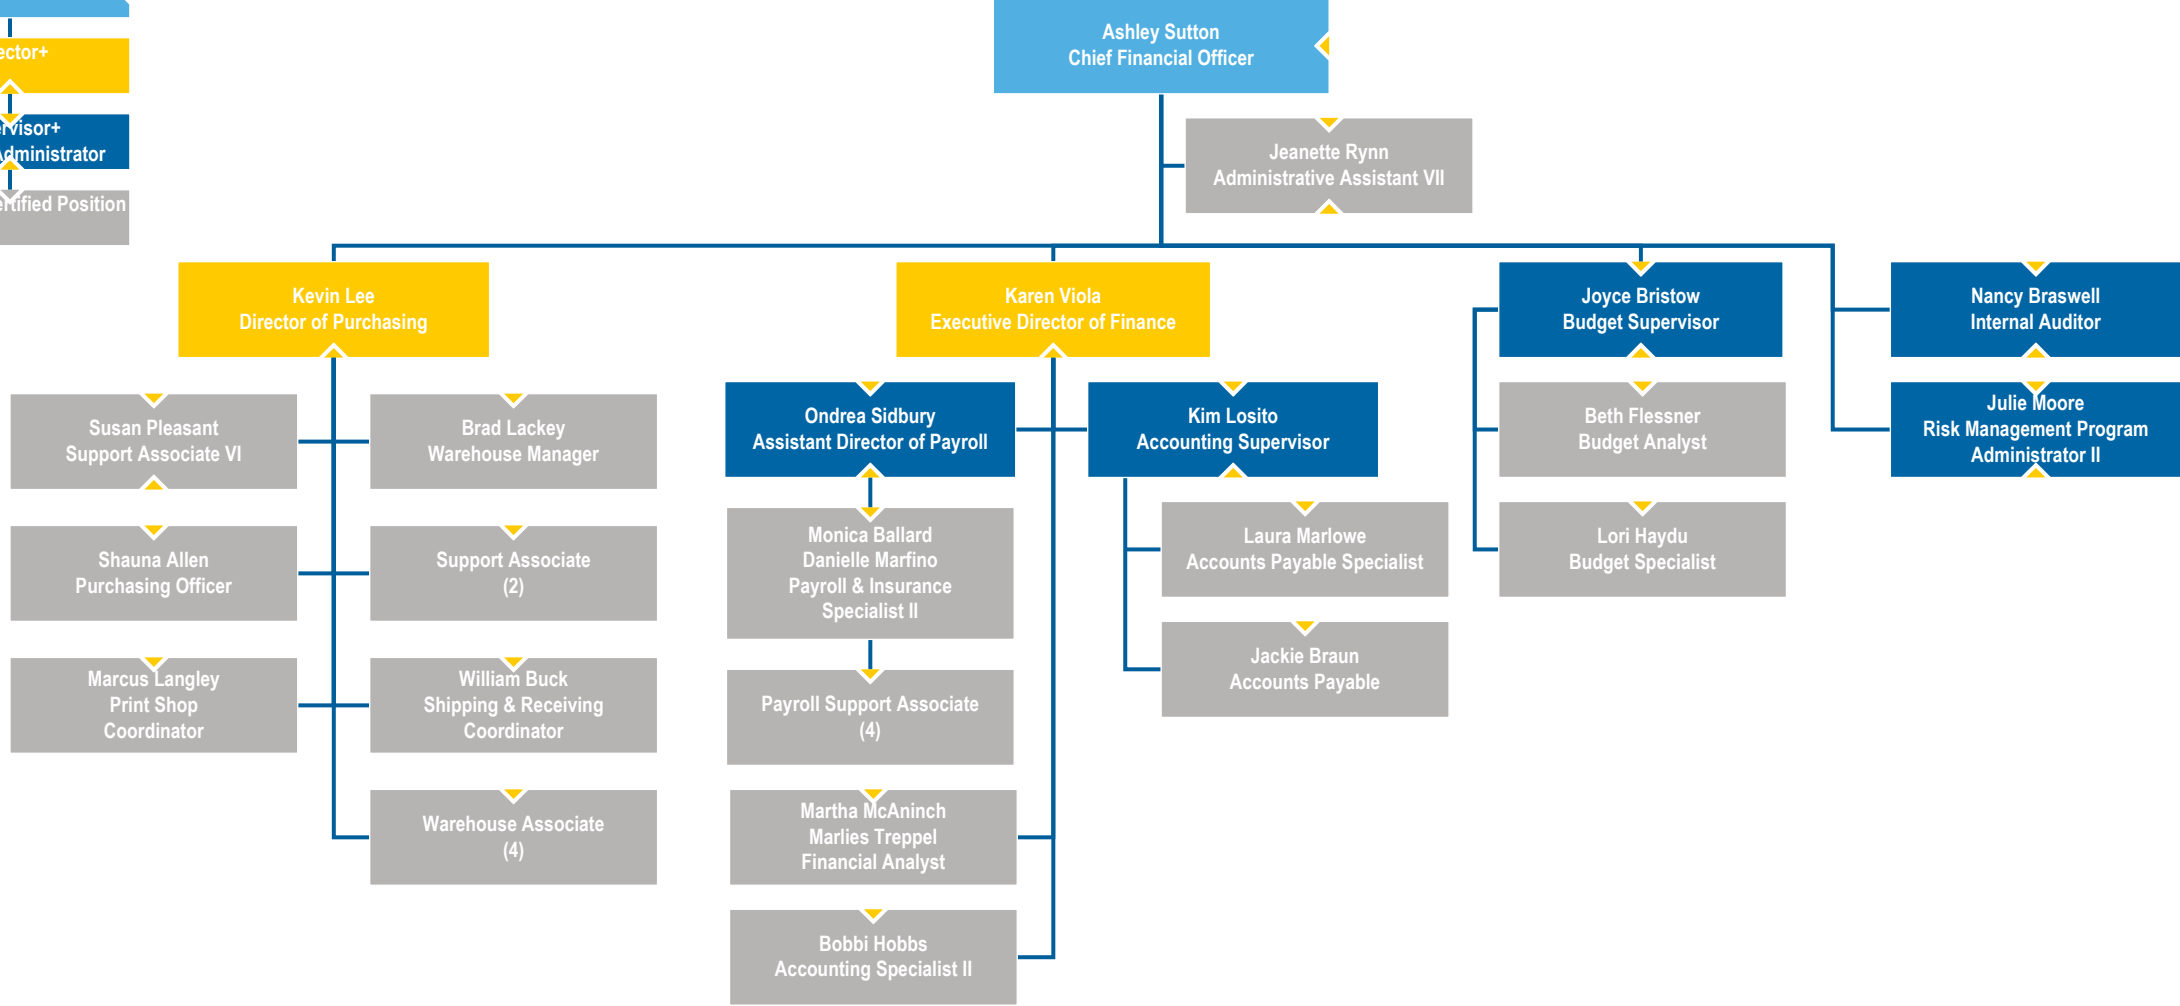 Ashley Sutton
Chief Financial Officer
Jeanette Rynn
Administrative Assistant VII
Administrator
Position
Kevin Lee
Director of Purchasing
Karen Viola
Executive Director of Finance
Joyce Bristow
Budget Supervisor
Nancy Braswell
Internal Auditor
Susan Pleasant
Support Associate VI
Brad Lackey
Warehouse Manager
Ondrea Sidbury
Assistant Director of Payroll
Kim Losito
Accounting Supervisor
Beth Flessner
Budget Analyst
Julie Moore
Risk Management Program
Administrator II
Shauna Allen
Purchasing Officer
Support Associate
(2)
Monica Ballard
Danielle Marfino
Payroll & Insurance
Specialist II
Laura Marlowe
Accounts Payable Specialist
Lori Haydu
Budget Specialist
Marcus Langley
Print Shop
Coordinator
William Buck
Shipping & Receiving
Coordinator
Payroll Support Associate
(4)
Jackie Braun
Accounts Payable
Warehouse Associate
(4)
Martha McAninch
Marlies Treppel
Financial Analyst
Bobbi Hobbs
Accounting Specialist II